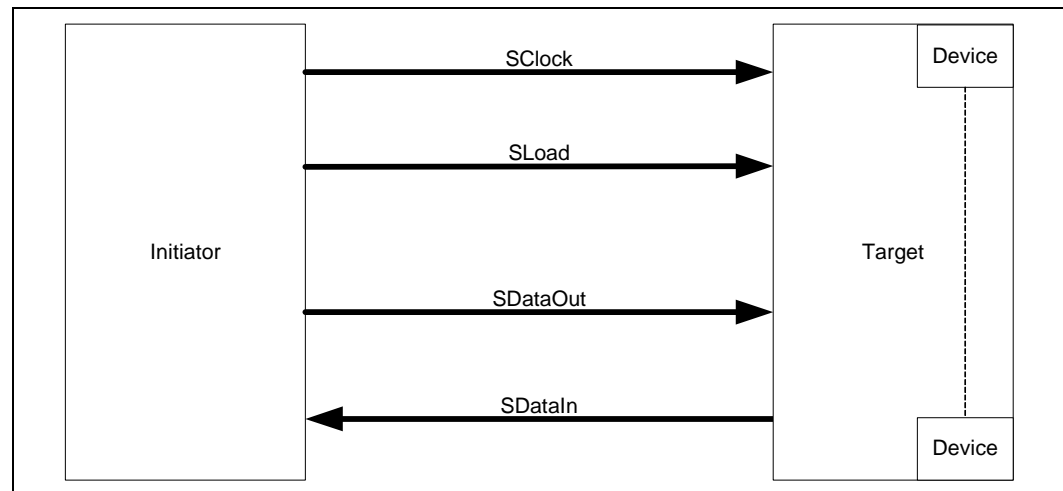 SClock
Device
SLoad
Initiator
Target
SDataOut
SDataIn
Device